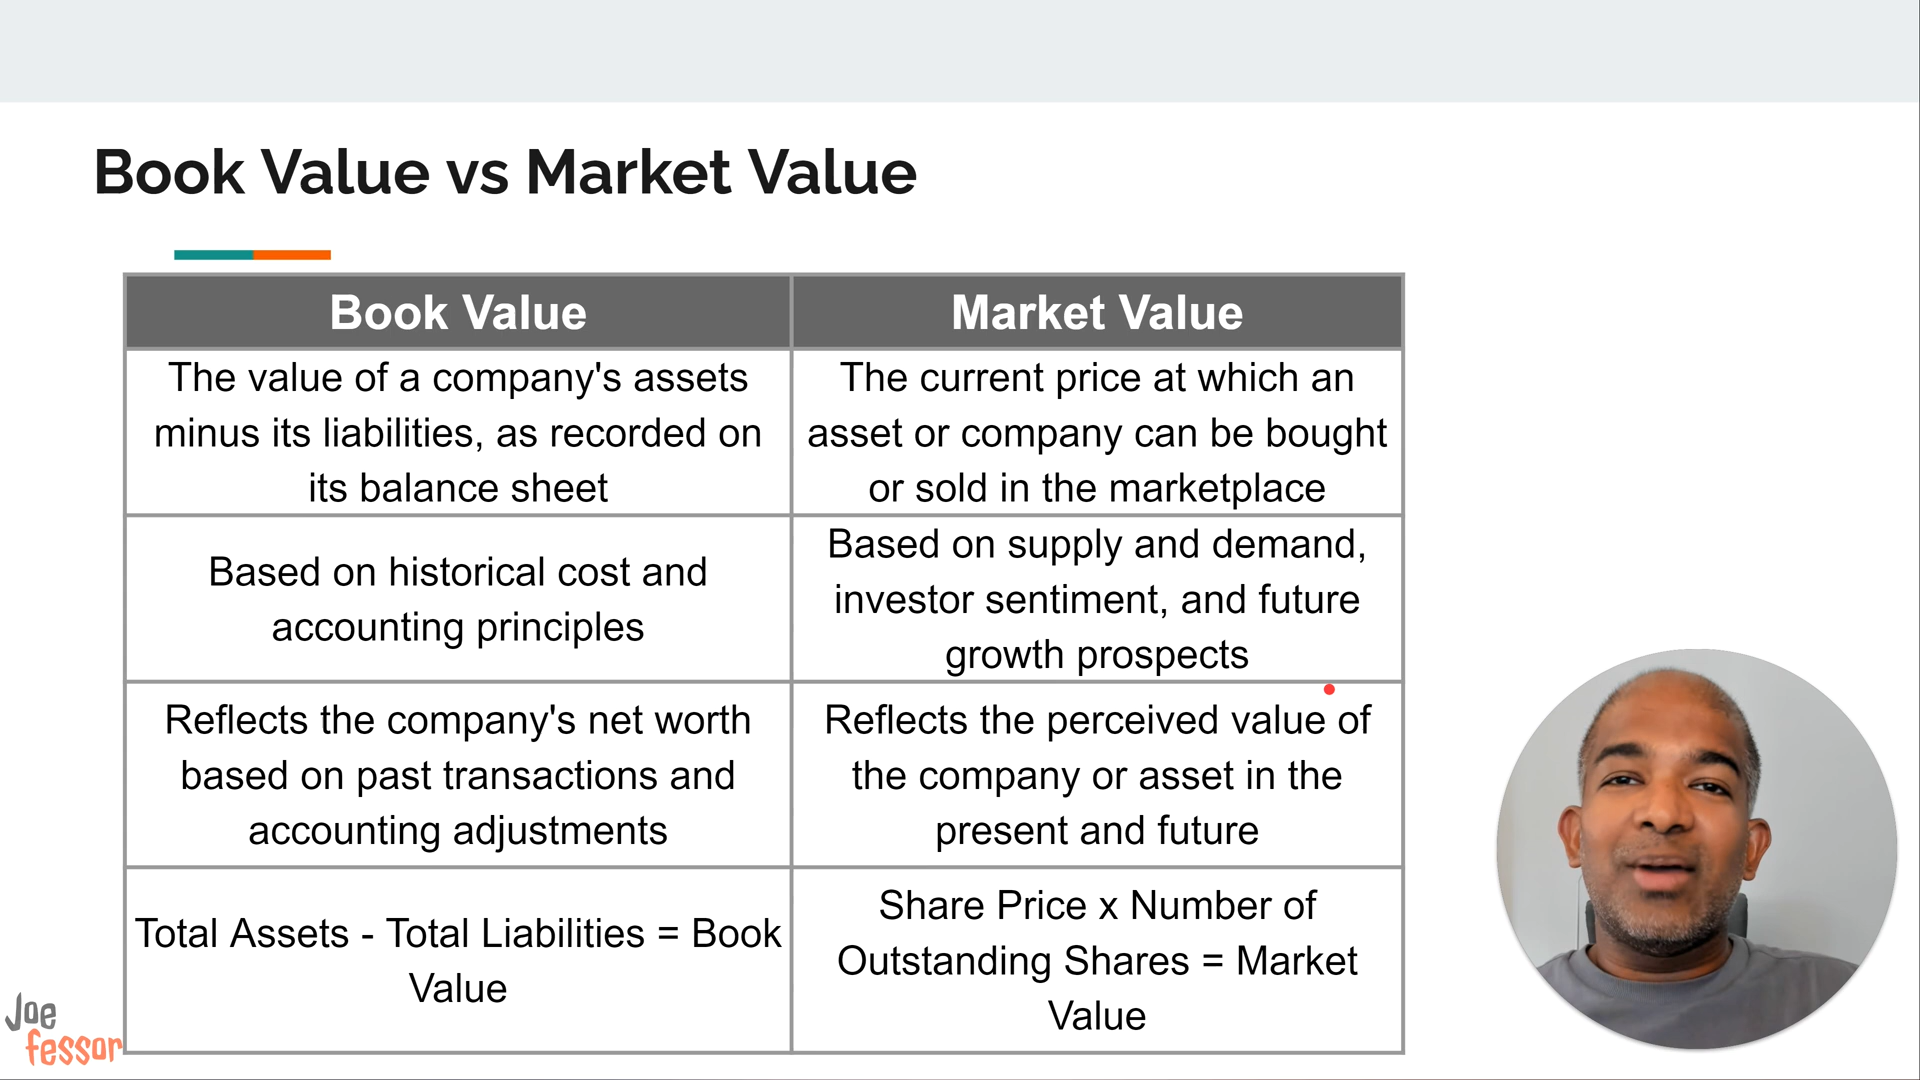 Book Value vs Market Value
Book Value
Market Value
The value of a company's assets
minus its liabilities, as recorded on
its balance sheet
The current price at which an
asset or company can be bought
or sold in the marketplace
Based on historical cost and
accounting principles
Based on supply and demand,
investor sentiment, and future
growth prospects
Reflects the company's net worth
based on past transactions and
accounting adjustments
Reflects the perceived value of
the company or asset in the
present and future
Total Assets - Total Liabilities = Book
Value
Share Price x Number of
Outstanding Shares = Market
Value
Joe
fessor